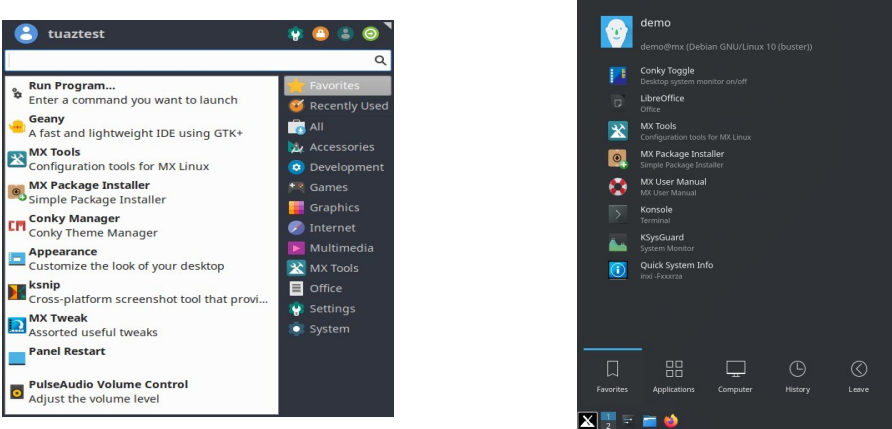 tuaztest
Run Program...
Enter a command you want to launch
Geany
A fast and lightweight IDE using GTK+
MX Tools
Configuration tools for MX Linux
MX Package Installer
Simple Package Installer
Conky Manager
Conky Theme Manager
Appearance
Customize the look of your desktop
ksnip
Cross-platform screenshot tool that provi...
MX Tweak
Assorted useful tweaks
Panel Restart
PulseAudio Volume Control
Adjust the volume level
Favorites
Recently Used
All
Accessories
Development
Games
Graphics
Internet
Multimedia
MX Tools
Office
Settings
System
demo
demo@mx (Debian GNU/Linux 10 (buster))
Conky Toggle
Desktop system monitor on/off
LibreOffice
Office
MX Tools
Configuration tools for MX Linux
MX Package Installer
Simple Package Installer
MX User Manual
MX User Manual
Konsole
Terminal
KSysGuard
System Monitor
Quick System Info
inxi -Fxxxrza
Favorites Applications Computer History Leave
1
2